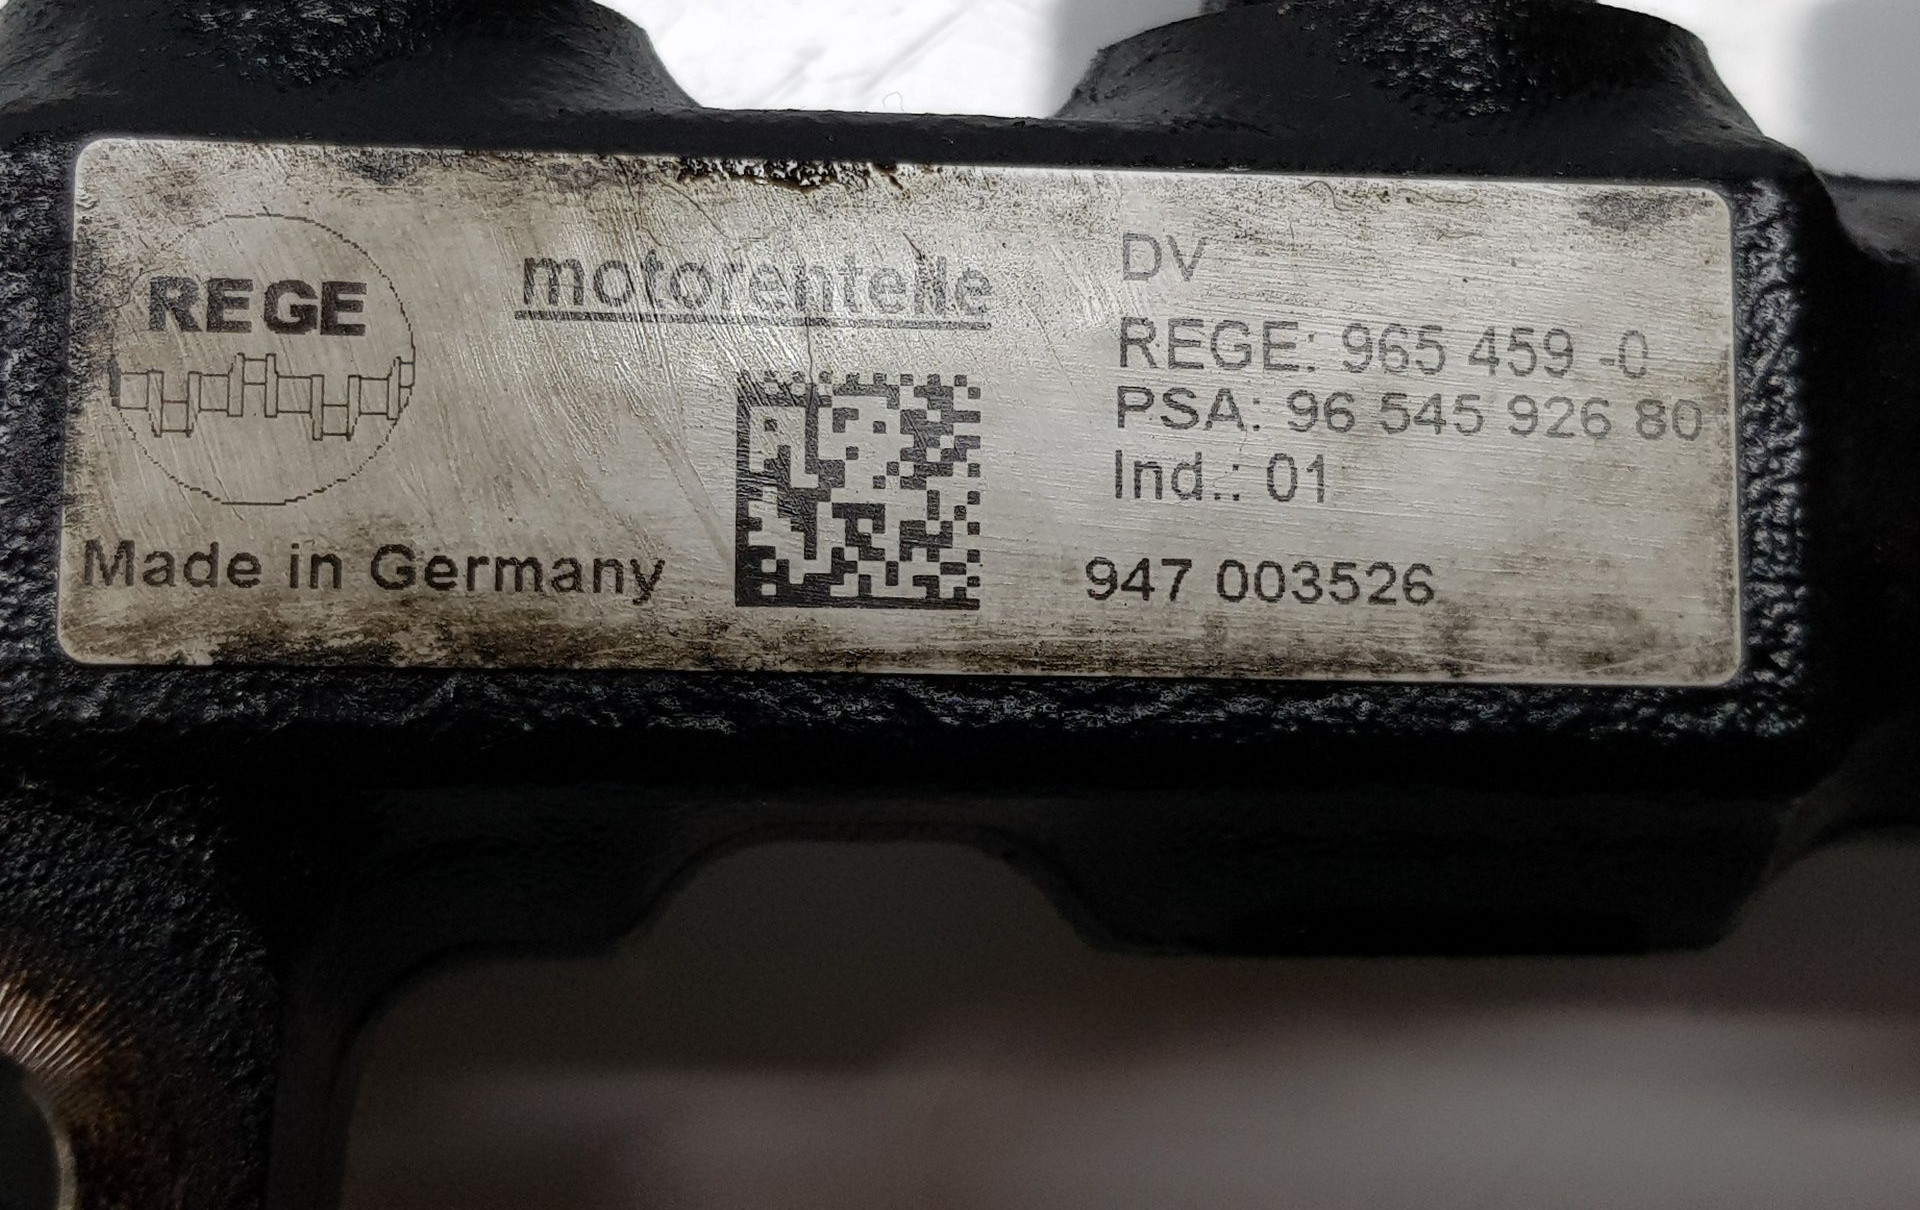 REGE
motorenteile
Made in Germany
DV
REGE: 965 459 -0
PSA: 96 545 926 80
Ind.: 01
947 003526